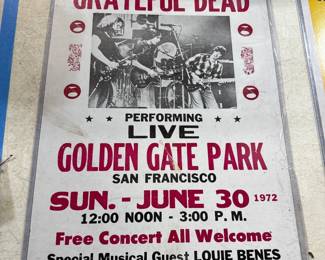 GRATEFUL DEAD
PERFORMING
LIVE
GOLDEN GATE PARK
SAN FRANCISCO
SUN. - JUNE 30 1972
12:00 NOON - 3:00 P. M.
Free Concert All Welcome
Special Musical Guest LOUIE BENES